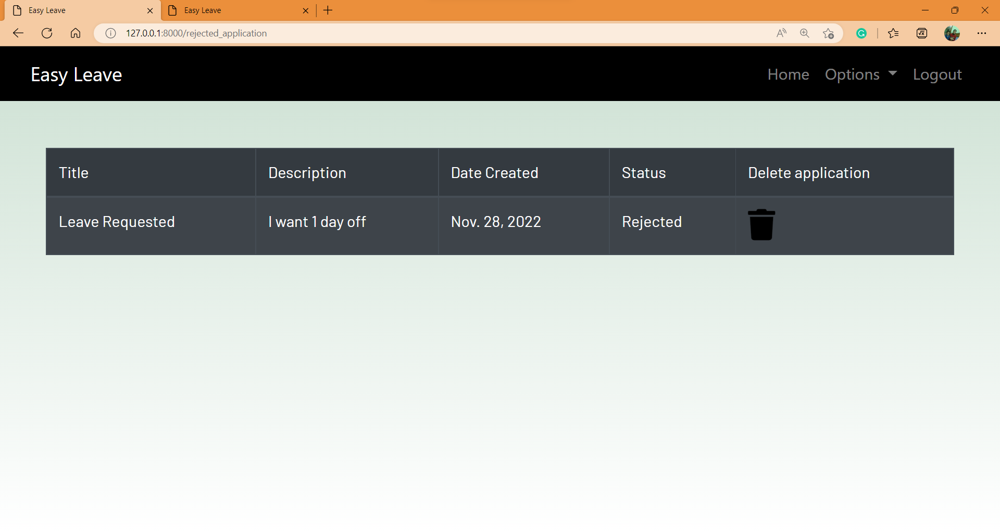 Easy Leave
Easy Leave
127.0.0.1:8000/rejected_application
Easy Leave
Home Options Logout
Title Description Date Created Status Delete application
Leave Requested I want 1 day off Nov. 28, 2022 Rejected